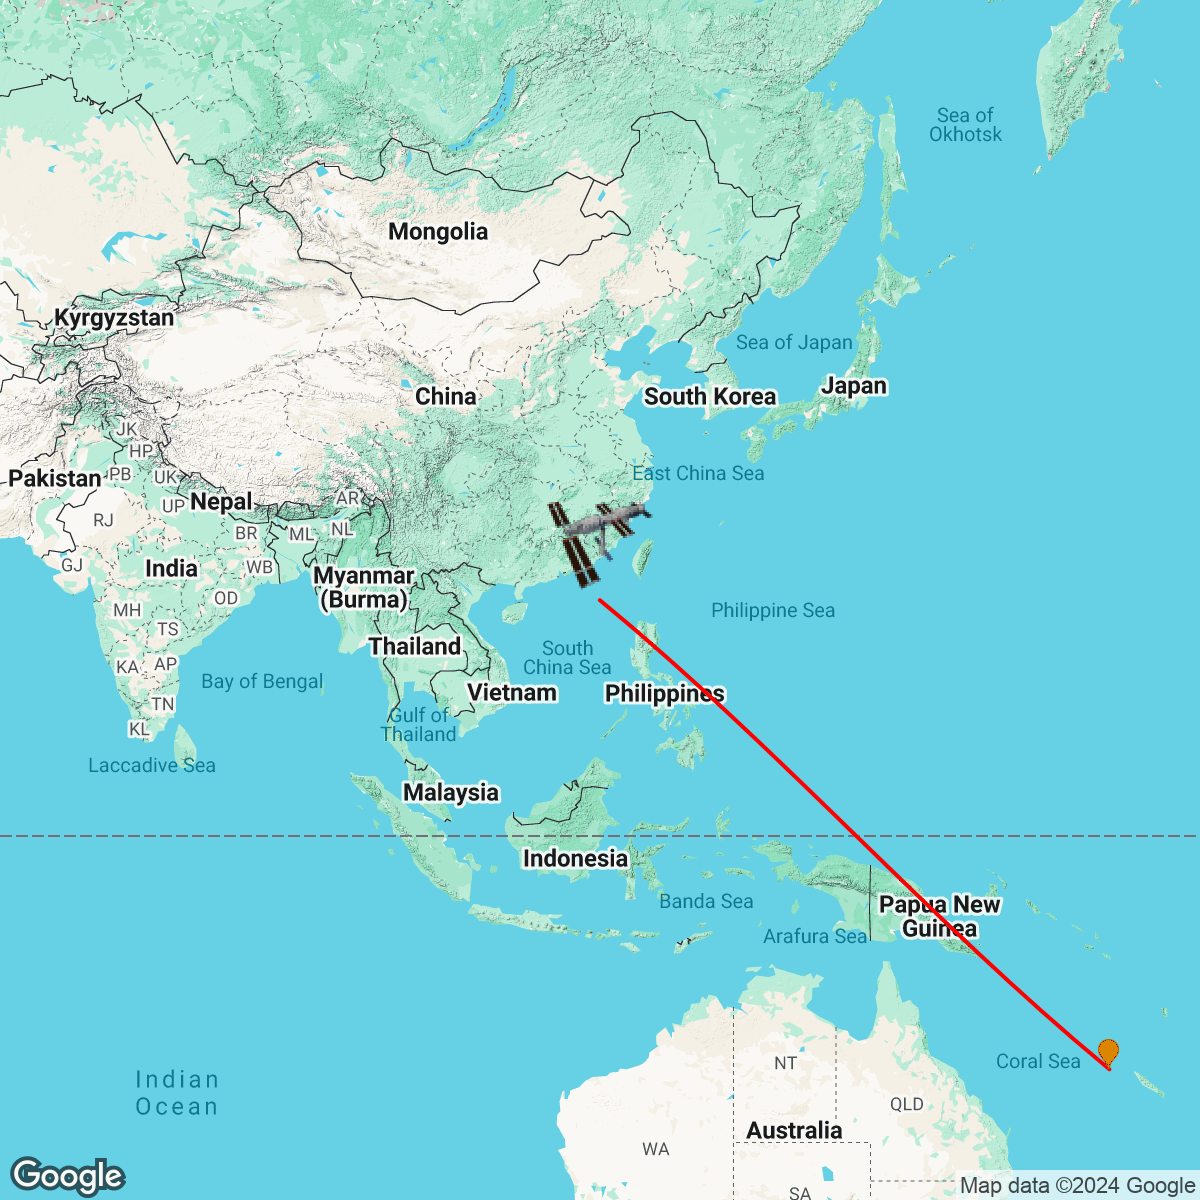 Sea of
Okhotsk
Mongolia
Kyrgyzstan
Sea of Japan
China
South Korea
Japan
JK
HP
Pakistan
PB
UK
East China Sea
Nepal
AR
UP
RJ
NL
BR
ML
GJ
India
WB
Myanmar
(Burma)
OD
MH
Philippine Sea
TS
Thailand
South
China Sea
KA
AP
Bay of Bengal
Vietnam
Philippines
TN
Gulf of
Thailand
KL
Laccadive Sea
Malaysia
Indonesia
Banda Sea
Papua New
Guinea
Arafura Sea
Coral Sea
NT
Indian
Ocean
QLD
Australia
WA
SA
Google
Map data ©2024 Google